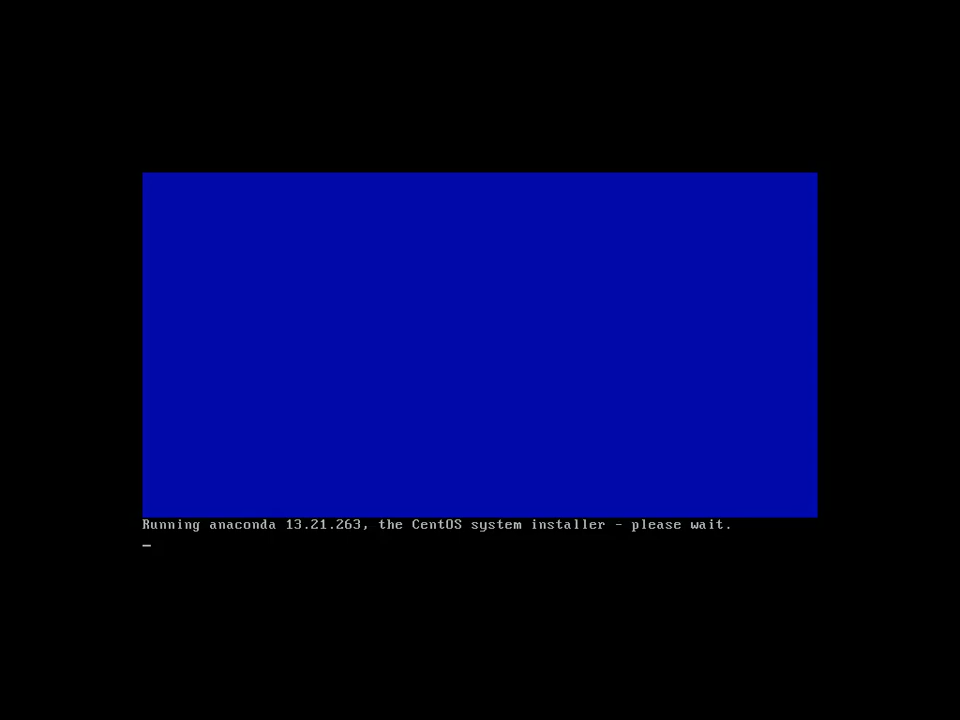 Running anaconda 13.21.263, the CentOS system installer - please wait.